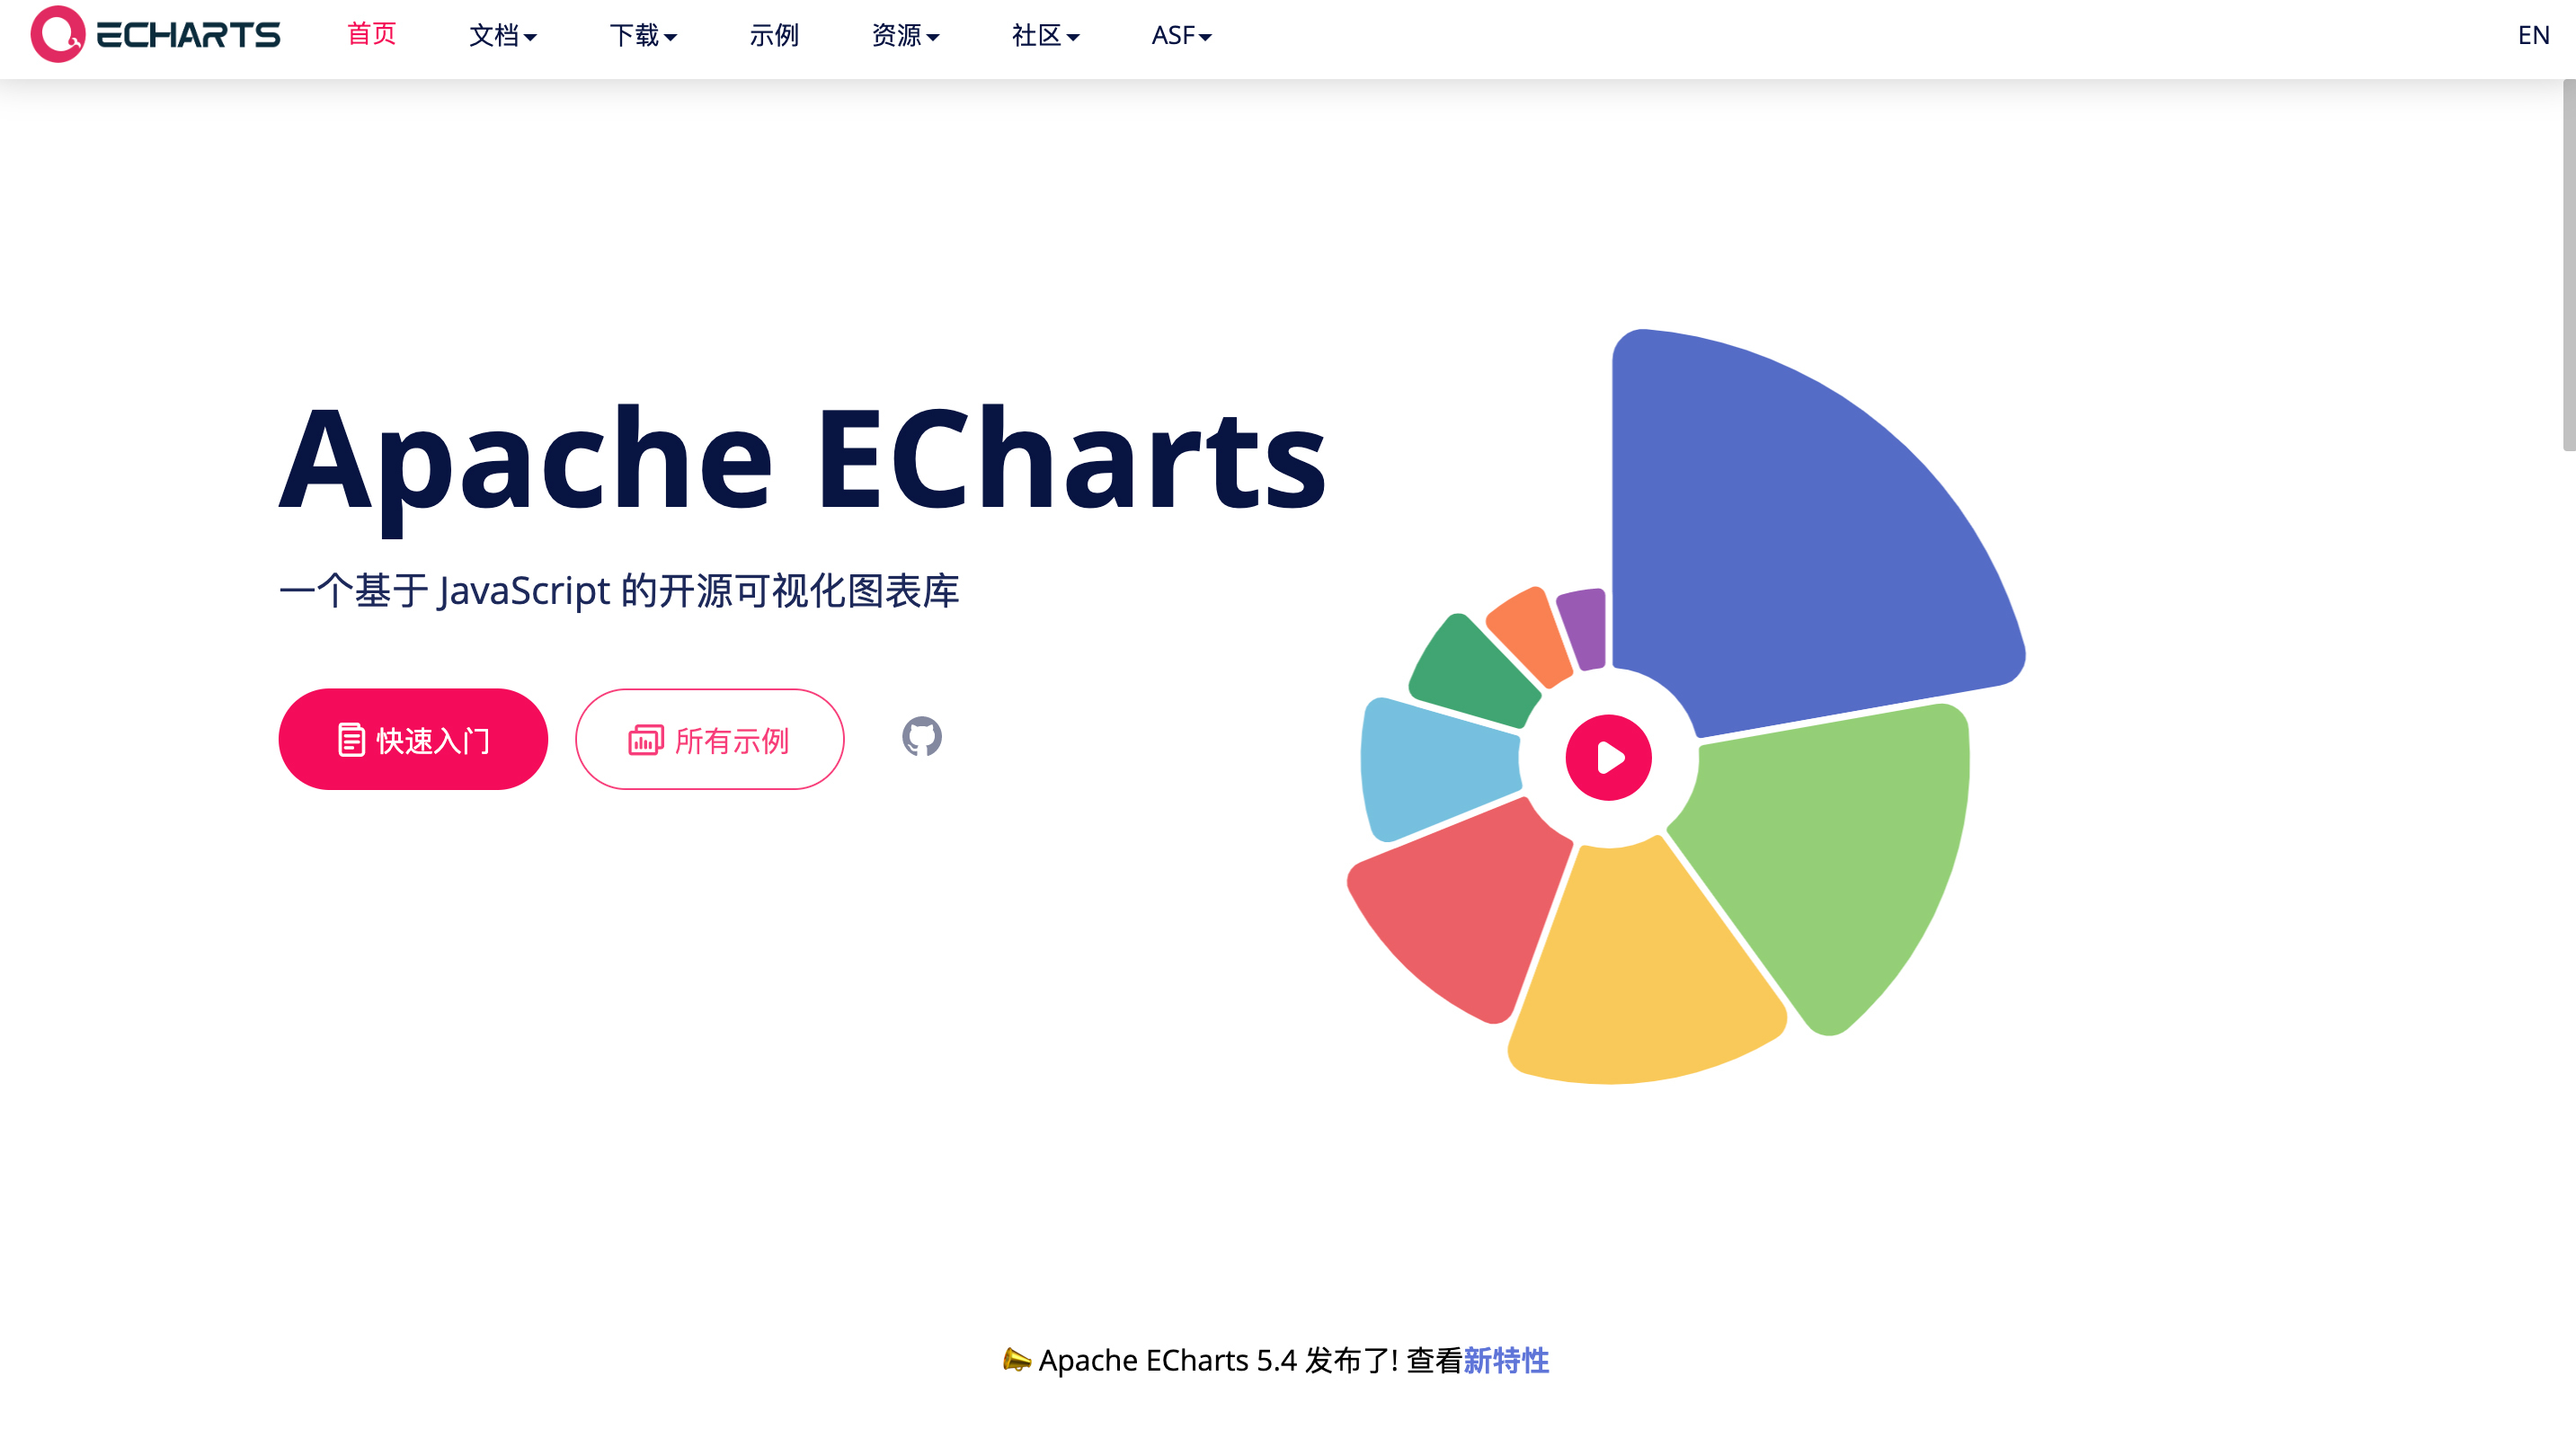 ECHARTS 首页 文档 下载 示例 资源 社区 ASF EN
Apache ECharts
一个基于 JavaScript 的开源可视化图表库
快速入门 所有示例
Apache ECharts 5.4 发布了! 查看新特性